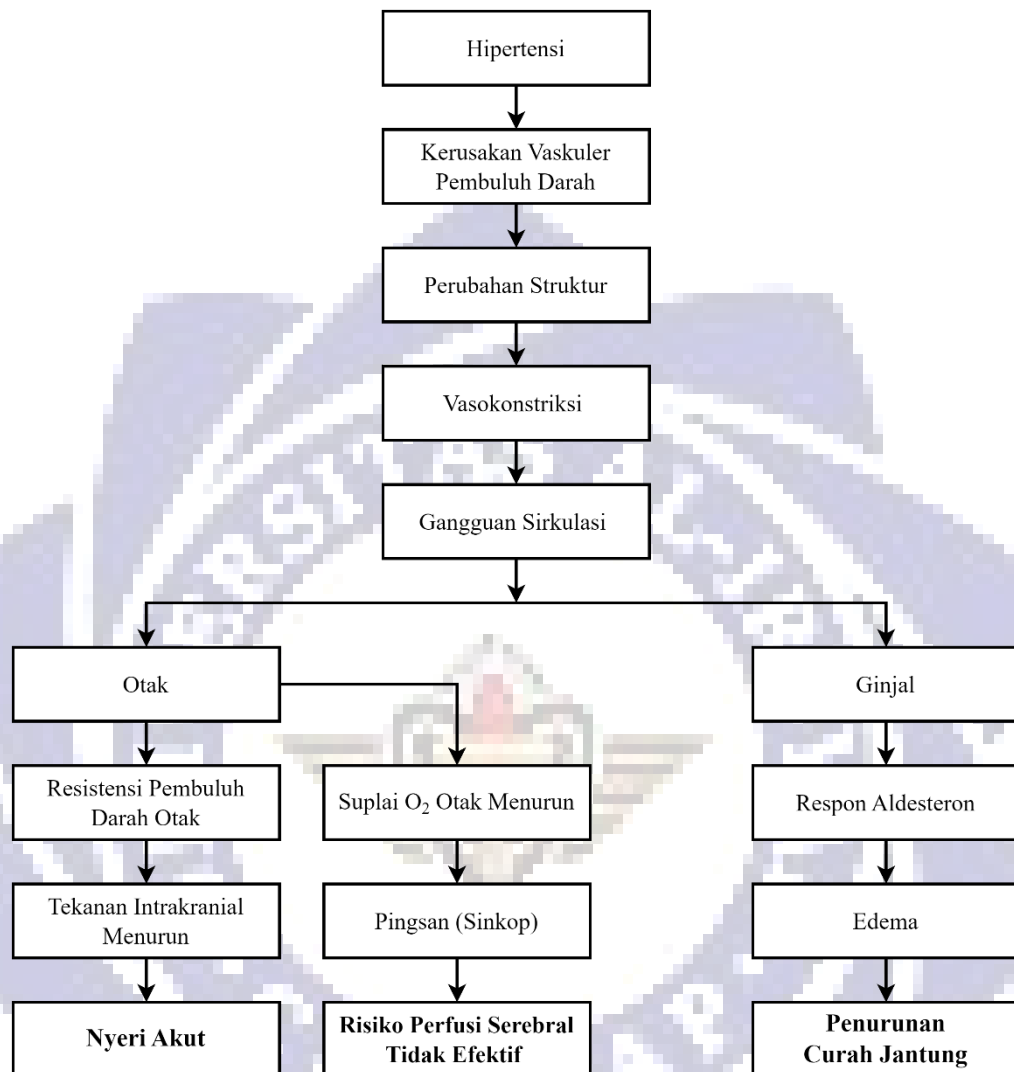 Hipertensi
Kerusakan Vaskuler
Pembuluh Darah
Perubahan Struktur
Vasokonstriksi
Gangguan Sirkulasi
Otak
Ginjal
Resistensi Pembuluh
Darah Otak
Suplai O₂ Otak Menurun
Respon Aldesteron
Tekanan Intrakranial
Menurun
Pingsan (Sinkop)
Edema
Nyeri Akut
Risiko Perfusi Serebral
Tidak Efektif
Penurunan
Curah Jantung